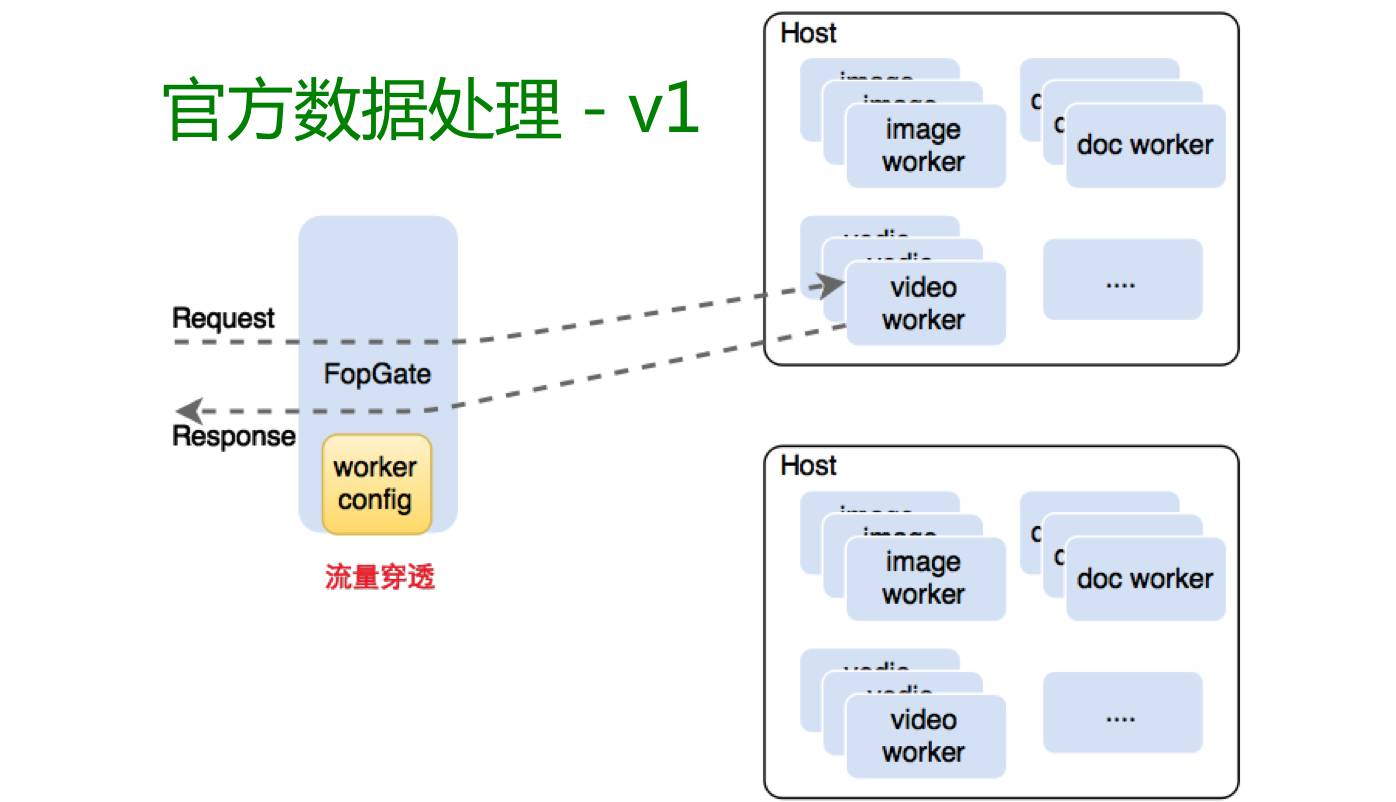 官方数据处理 - v1
Request
FopGate
Response
worker
config
流量穿透
Host
image
worker
doc worker
video
worker
....
Host
image
worker
doc worker
video
worker
....